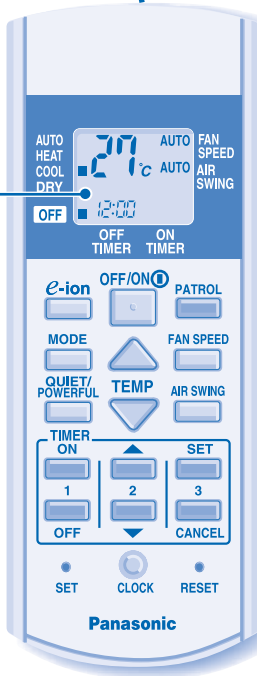 AUTO
HEAT
COOL
DRY
OFF
27°C
AUTO
AUTO
FAN
SPEED
AIR
SWING
12:00
OFF
TIMER
ON
TIMER
e-ion
OFF/ON
PATROL
MODE
FAN SPEED
QUIET/
POWERFUL
TEMP
AIR SWING
TIMER
ON
SET
1
2
3
OFF
CANCEL
SET
CLOCK
RESET
Panasonic